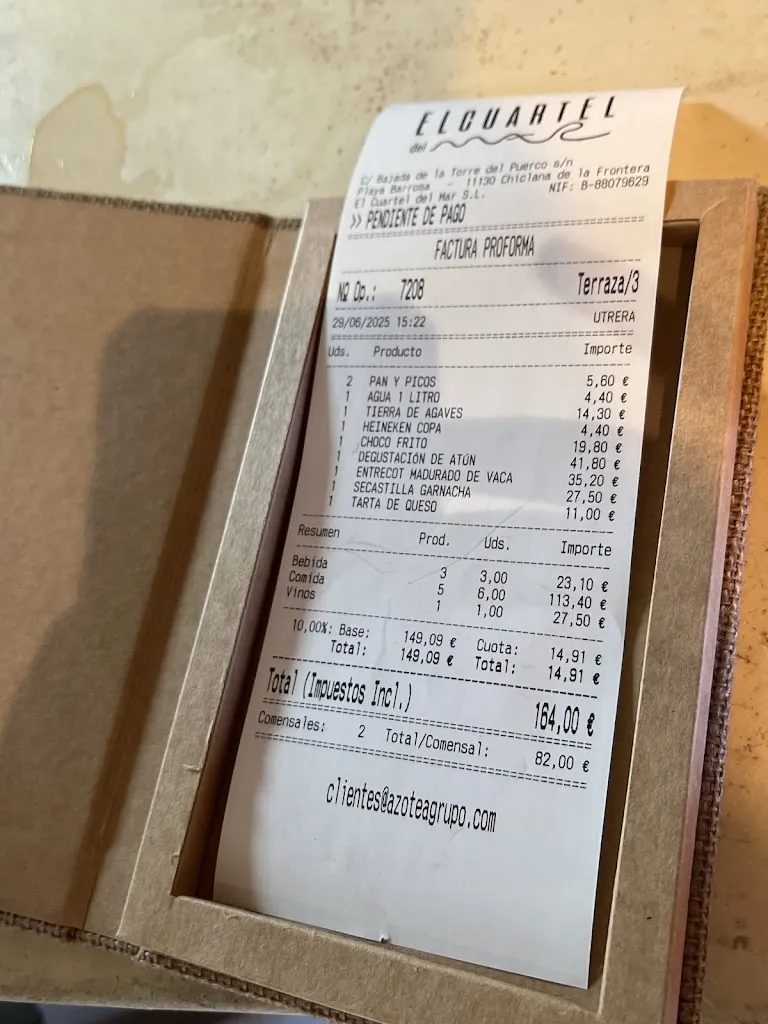 ELCUARTEL
del mar
C/ Bajada de la Torre del Puerco s/n
Playa Barrosa - 11130 Chiclana de la Frontera
El Cuartel del Mar S.L. NIF: B-88079629
>> PENDIENTE DE PAGO
FACTURA PROFORMA
Nº Op.: 7208 Terraza/3
29/06/2025 15:22 UTRERA
Uds. Producto Importe
2 PAN Y PICOS 5,60 €
1 AGUA 1 LITRO 4,40 €
1 TIERRA DE AGAVES 14,30 €
1 HEINEKEN COPA 4,40 €
1 CHOCO FRITO 19,80 €
1 DEGUSTACIÓN DE ATÚN 41,80 €
1 ENTRECOT MADURADO DE VACA 35,20 €
1 SECASTILLA GARNACHA 27,50 €
1 TARTA DE QUESO 11,00 €
Resumen Prod. Uds. Importe
Bebida 3 3,00 23,10 €
Comida 5 6,00 113,40 €
Vinos 1 1,00 27,50 €
10,00%: Base: 149,09 € Cuota: 14,91 €
Total: 149,09 € Total: 14,91 €
Total (Impuestos Incl.) 164,00 €
Comensales: 2 Total/Comensal: 82,00 €
clientes@azoteagrupo.com